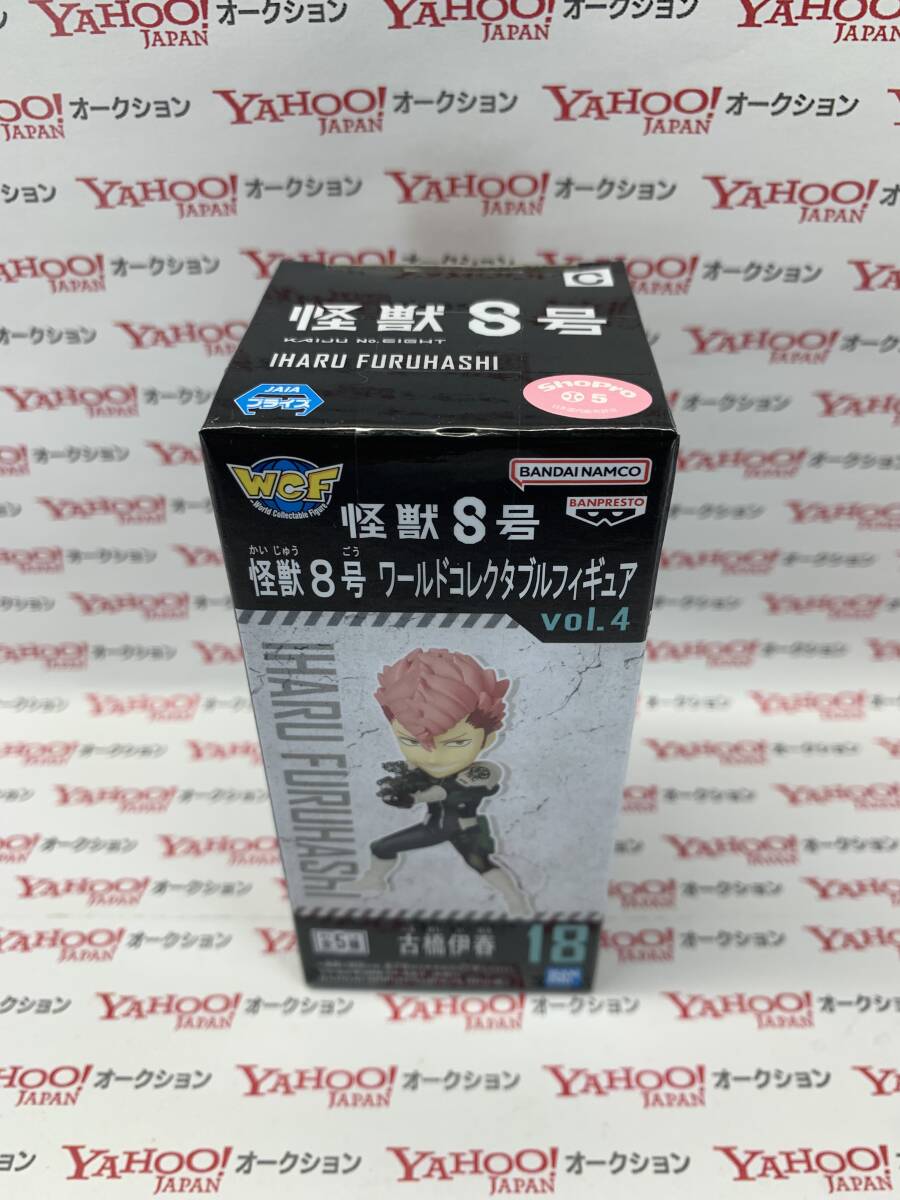 C
怪獣8号
KAIJU No.EIGHT
IHARU FURUHASHI
JAIA
プライズ
ShoPro
5
WCF
World Collectable Figure
BANDAI NAMCO
BANPRESTO
怪獣8号
かいじゅう ごう
怪獣8号 ワールドコレクタブルフィギュア
vol.4
IHARU FURUHASHI
全5種
古橋伊春
18
YAHOO!オークション
JAPAN